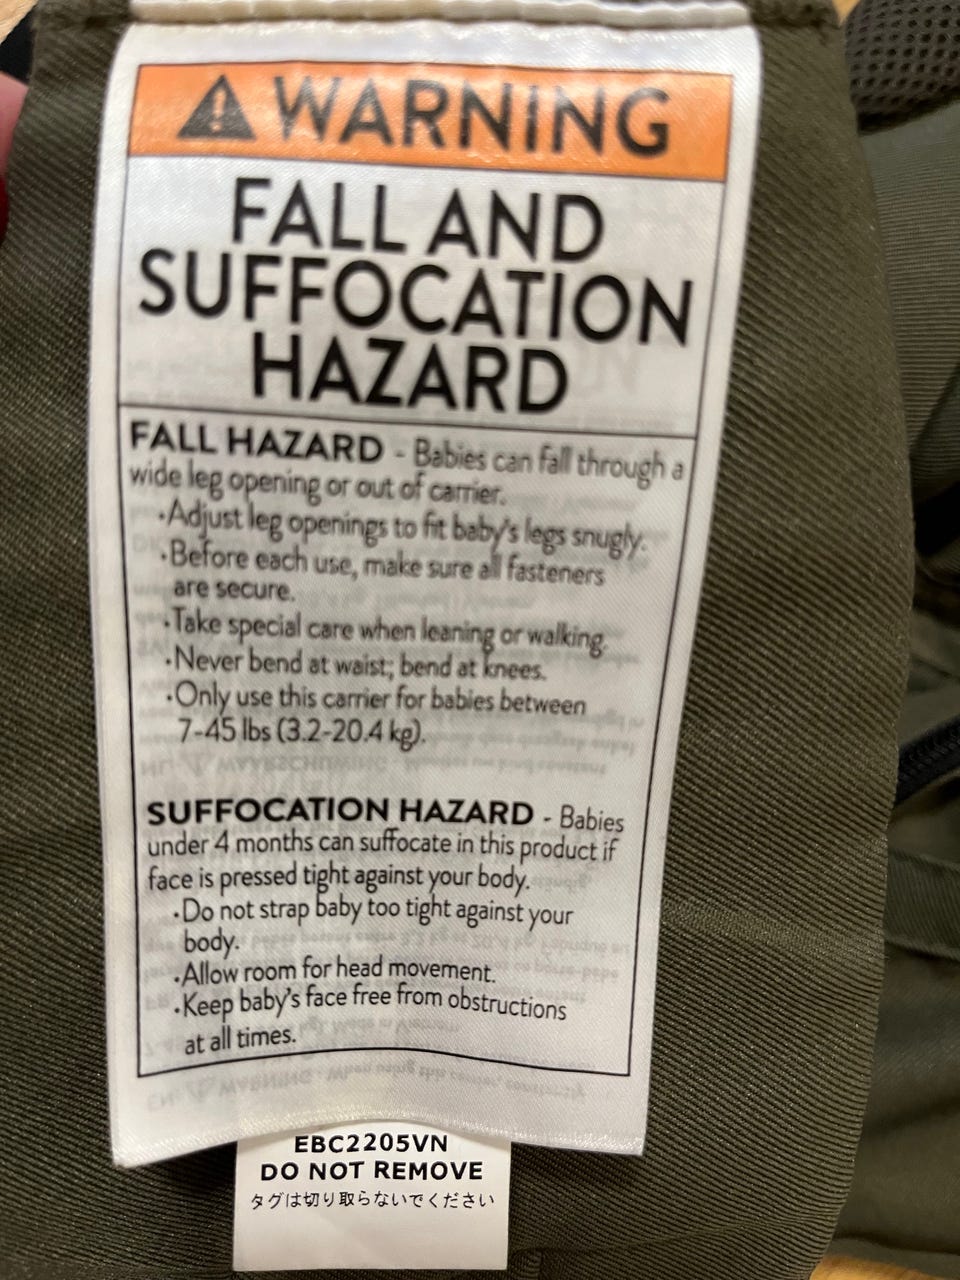 WARNING
FALL AND
SUFFOCATION
HAZARD
FALL HAZARD - Babies can fall through a
wide leg opening or out of carrier.
·Adjust leg openings to fit baby's legs snugly.
·Before each use, make sure all fasteners
are secure.
·Take special care when leaning or walking.
·Never bend at waist; bend at knees.
·Only use this carrier for babies between
7-45 lbs (3.2-20.4 kg).
SUFFOCATION HAZARD - Babies
under 4 months can suffocate in this product if
face is pressed tight against your body.
·Do not strap baby too tight against your
body.
·Allow room for head movement.
·Keep baby's face free from obstructions
at all times.
EBC2205VN
DO NOT REMOVE
タグは切り取らないでください